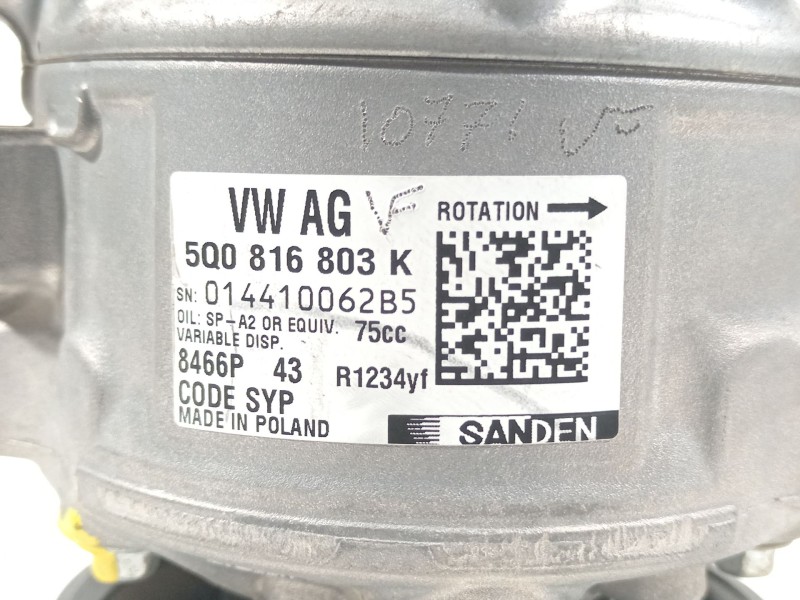 10771 VF
VW AG VF
ROTATION
5Q0 816 803 K
SN: 014410062B5
OIL: SP-A2 OR EQUIV. 75cc
VARIABLE DISP.
8466P 43 R1234yf
CODE SYP
MADE IN POLAND
SANDEN